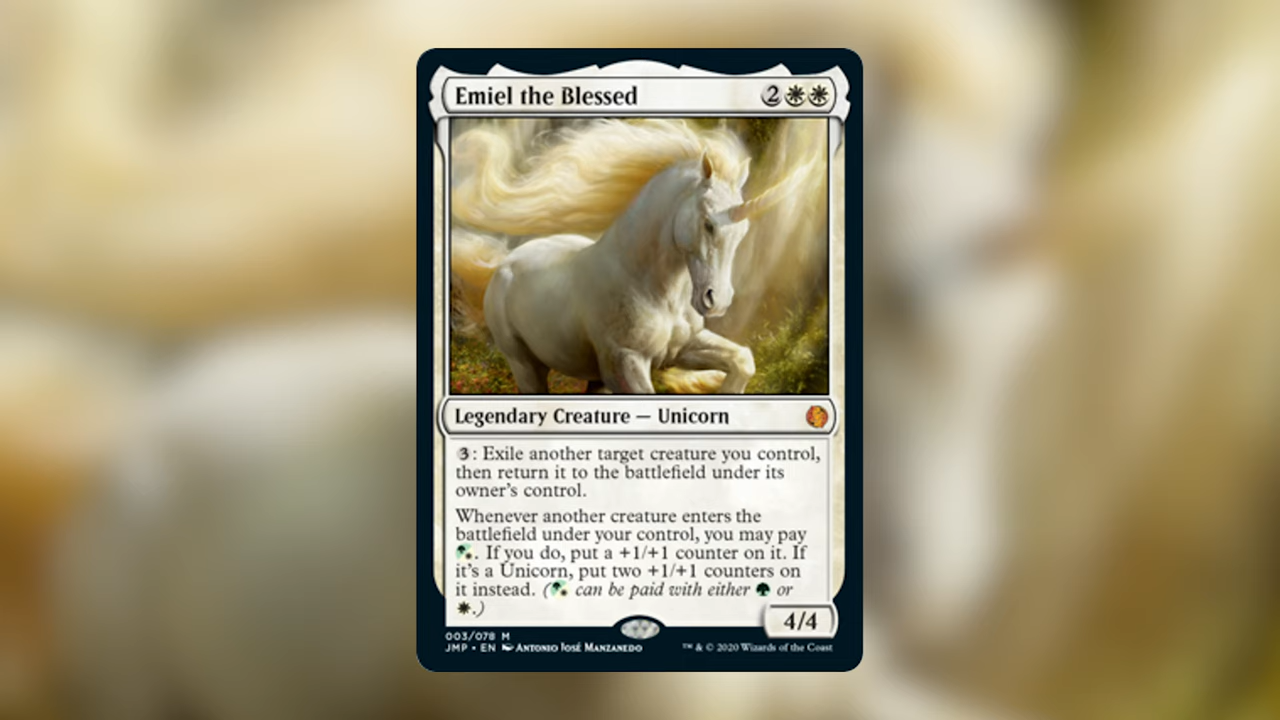 Emiel the Blessed 2
Legendary Creature — Unicorn
3: Exile another target creature you control,
then return it to the battlefield under its
owner's control.
Whenever another creature enters the
battlefield under your control, you may pay
. If you do, put a +1/+1 counter on it. If
it's a Unicorn, put two +1/+1 counters on
it instead. ( can be paid with either or
.)
4/4
003/078 M
JMP • EN Antonio José Manzanedo
™ & © 2020 Wizards of the Coast